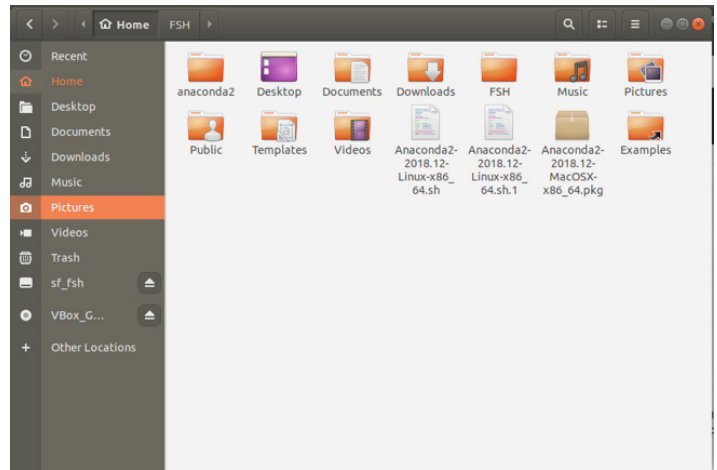 Home FSH
Recent
Home
Desktop
Documents
Downloads
Music
Pictures
Videos
Trash
sf_fsh
VBox_G...
+ Other Locations
anaconda2 Desktop Documents Downloads FSH Music Pictures
Public Templates Videos Anaconda2- Anaconda2- Anaconda2- Examples
2018.12- 2018.12- 2018.12-
Linux-x86_ Linux-x86_ MacOSX-
64.sh 64.sh.1 x86_64.pkg